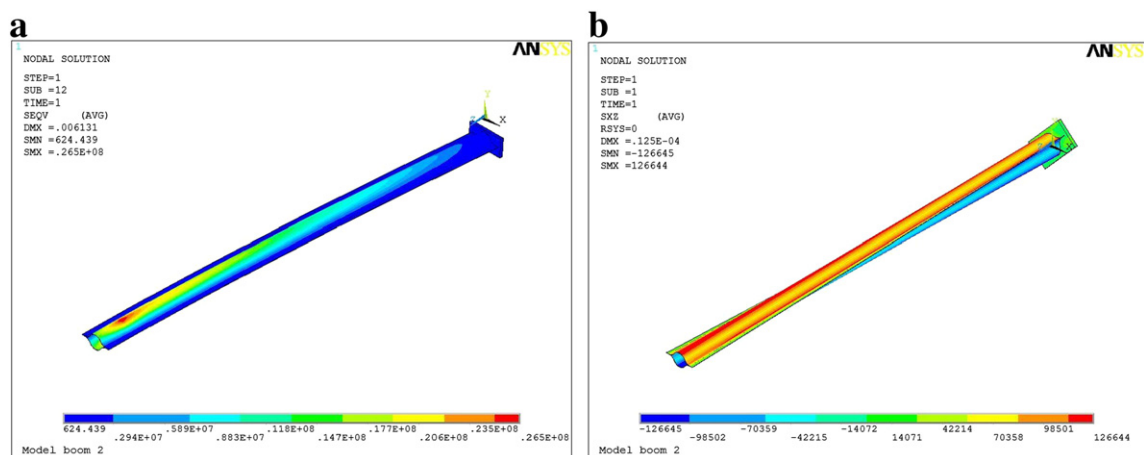 a
1
ANSYS
NODAL SOLUTION
STEP=1
SUB =12
TIME=1
SEQV (AVG)
DMX =.006131
SMN =624.439
SMX =.265E+08
Y
Z X
624.439 .589E+07 .118E+08 .206E+08 .235E+08
.294E+07 .883E+07 .147E+08 .206E+08 .265E+08
Model boom 2
b
1
ANSYS
NODAL SOLUTION
STEP=1
SUB =1
TIME=1
SXZ (AVG)
RSYS=0
DMX =.125E-04
SMN =-126645
SMX =126644
-126645 -70359 -14072 42214 98501
-98502 -42215 14071 70358 126644
Model boom 2